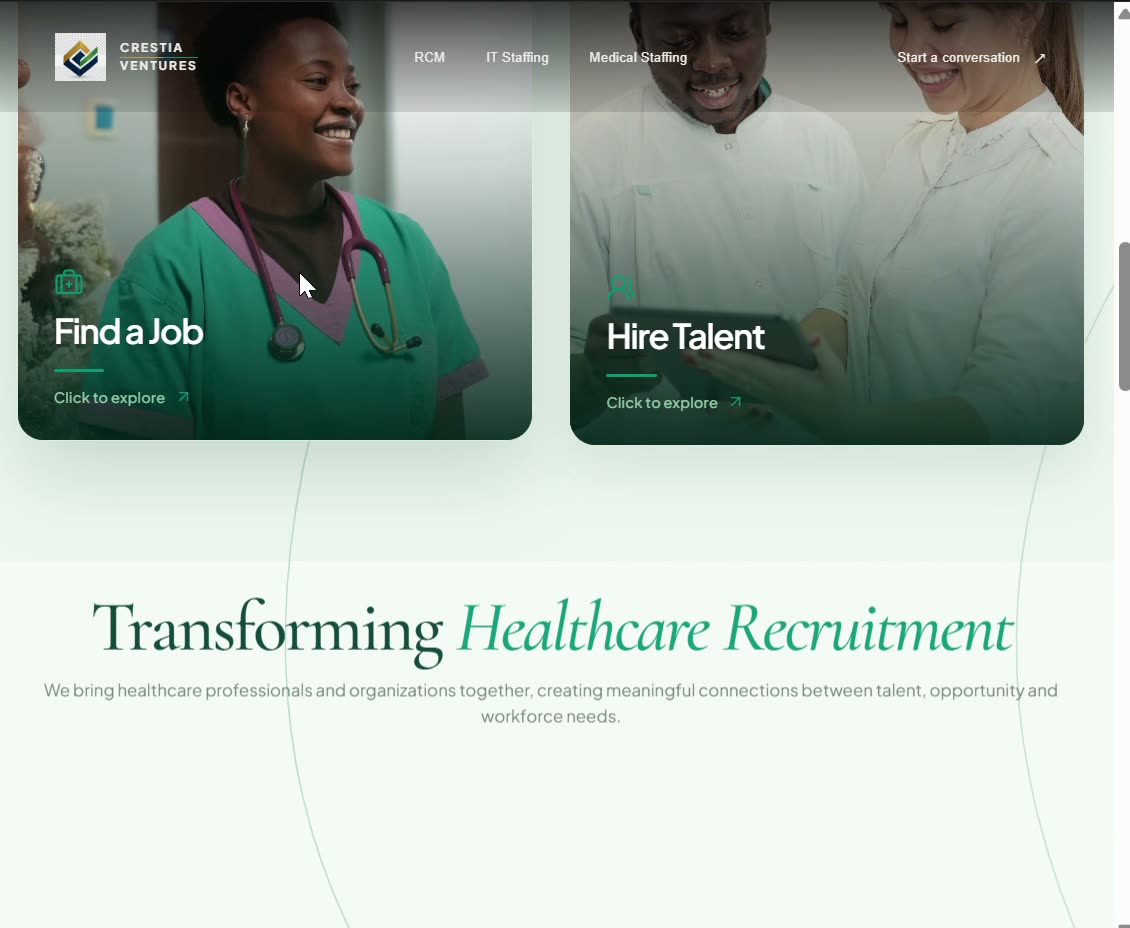 CRESTIA
VENTURES
RCM
IT Staffing
Medical Staffing
Start a conversation ↗
Find a Job
Click to explore
Hire Talent
Click to explore
Transforming Healthcare Recruitment
We bring healthcare professionals and organizations together, creating meaningful connections between talent, opportunity and
workforce needs.